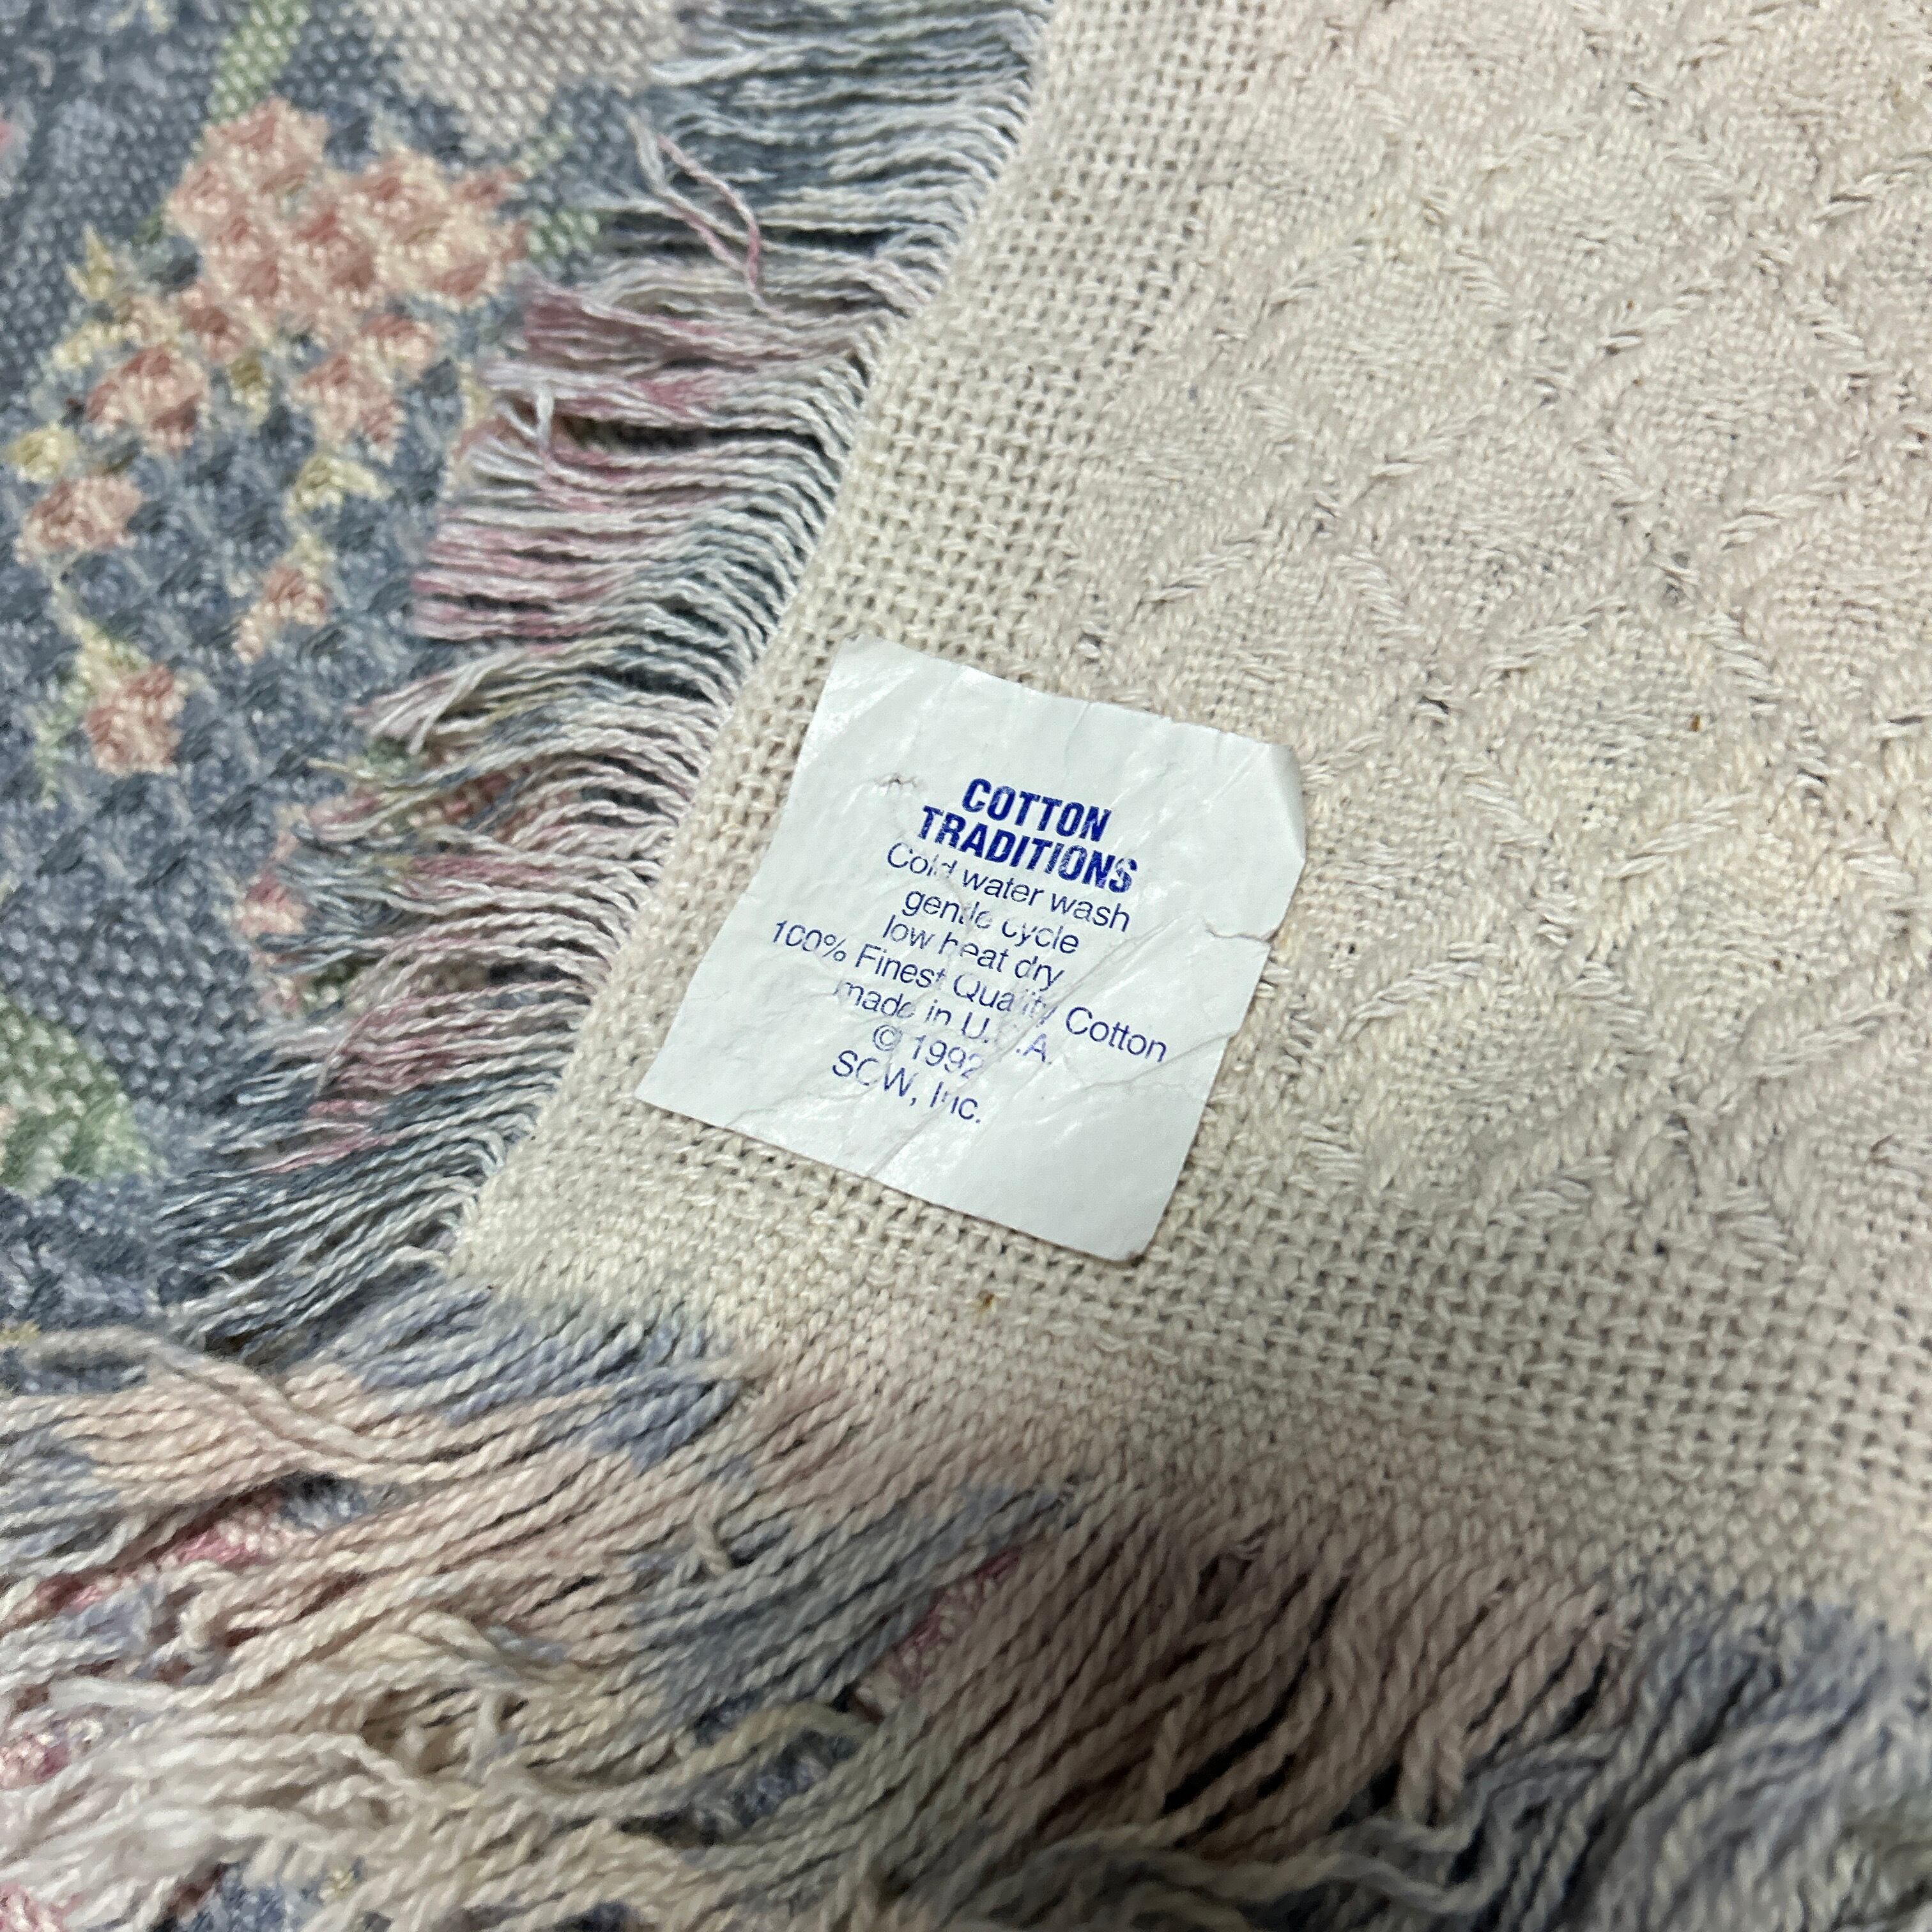 COTTON
TRADITIONS
Cold water wash
gentle cycle
low heat dry
100% Finest Quality Cotton
made in U.S.A.
© 1992
SCW, Inc.